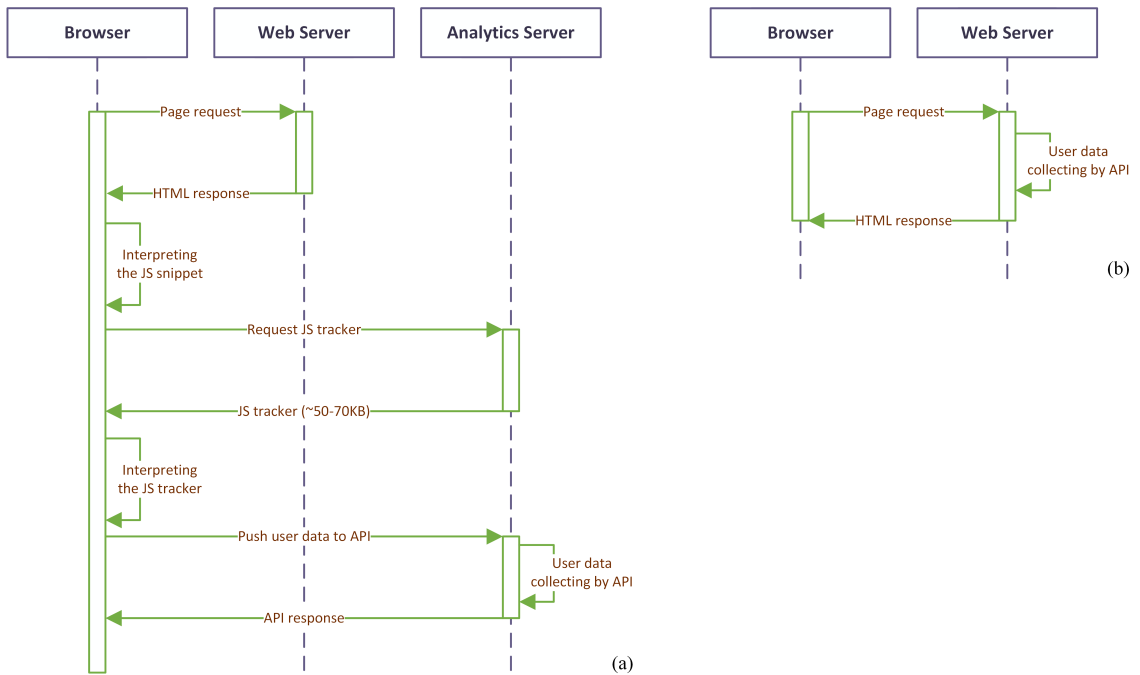 Browser
Web Server
Analytics Server
Page request
HTML response
Interpreting
the JS snippet
Request JS tracker
JS tracker (~50-70KB)
Interpreting
the JS tracker
Push user data to API
User data
collecting by API
API response
(a)
Browser
Web Server
Page request
User data
collecting by API
HTML response
(b)